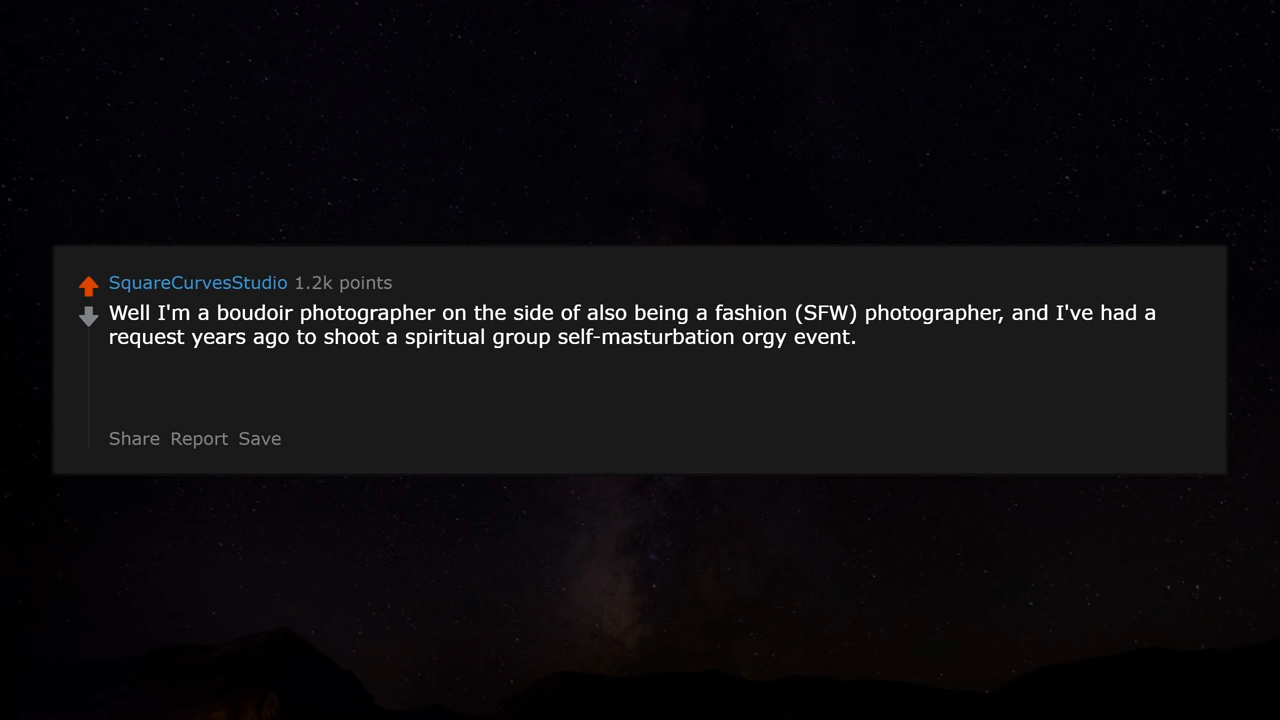 SquareCurvesStudio 1.2k points
Well I'm a boudoir photographer on the side of also being a fashion (SFW) photographer, and I've had a
request years ago to shoot a spiritual group self-masturbation orgy event.
Share Report Save